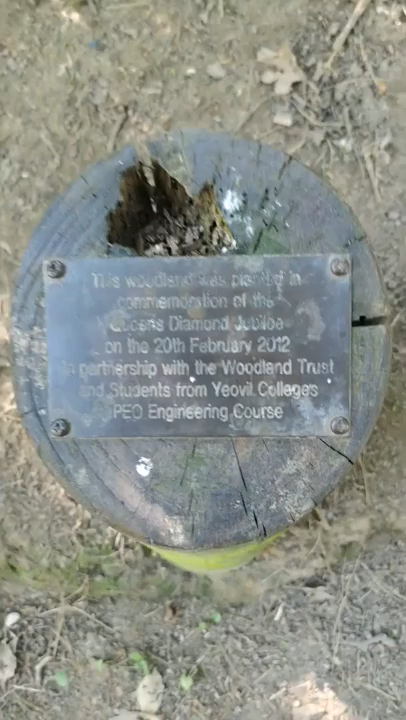 This woodland was planted in
commemoration of the
Queens Diamond Jubilee
on the 20th February 2012
in partnership with the Woodland Trust
and Students from Yeovil Colleges
PEO Engineering Course